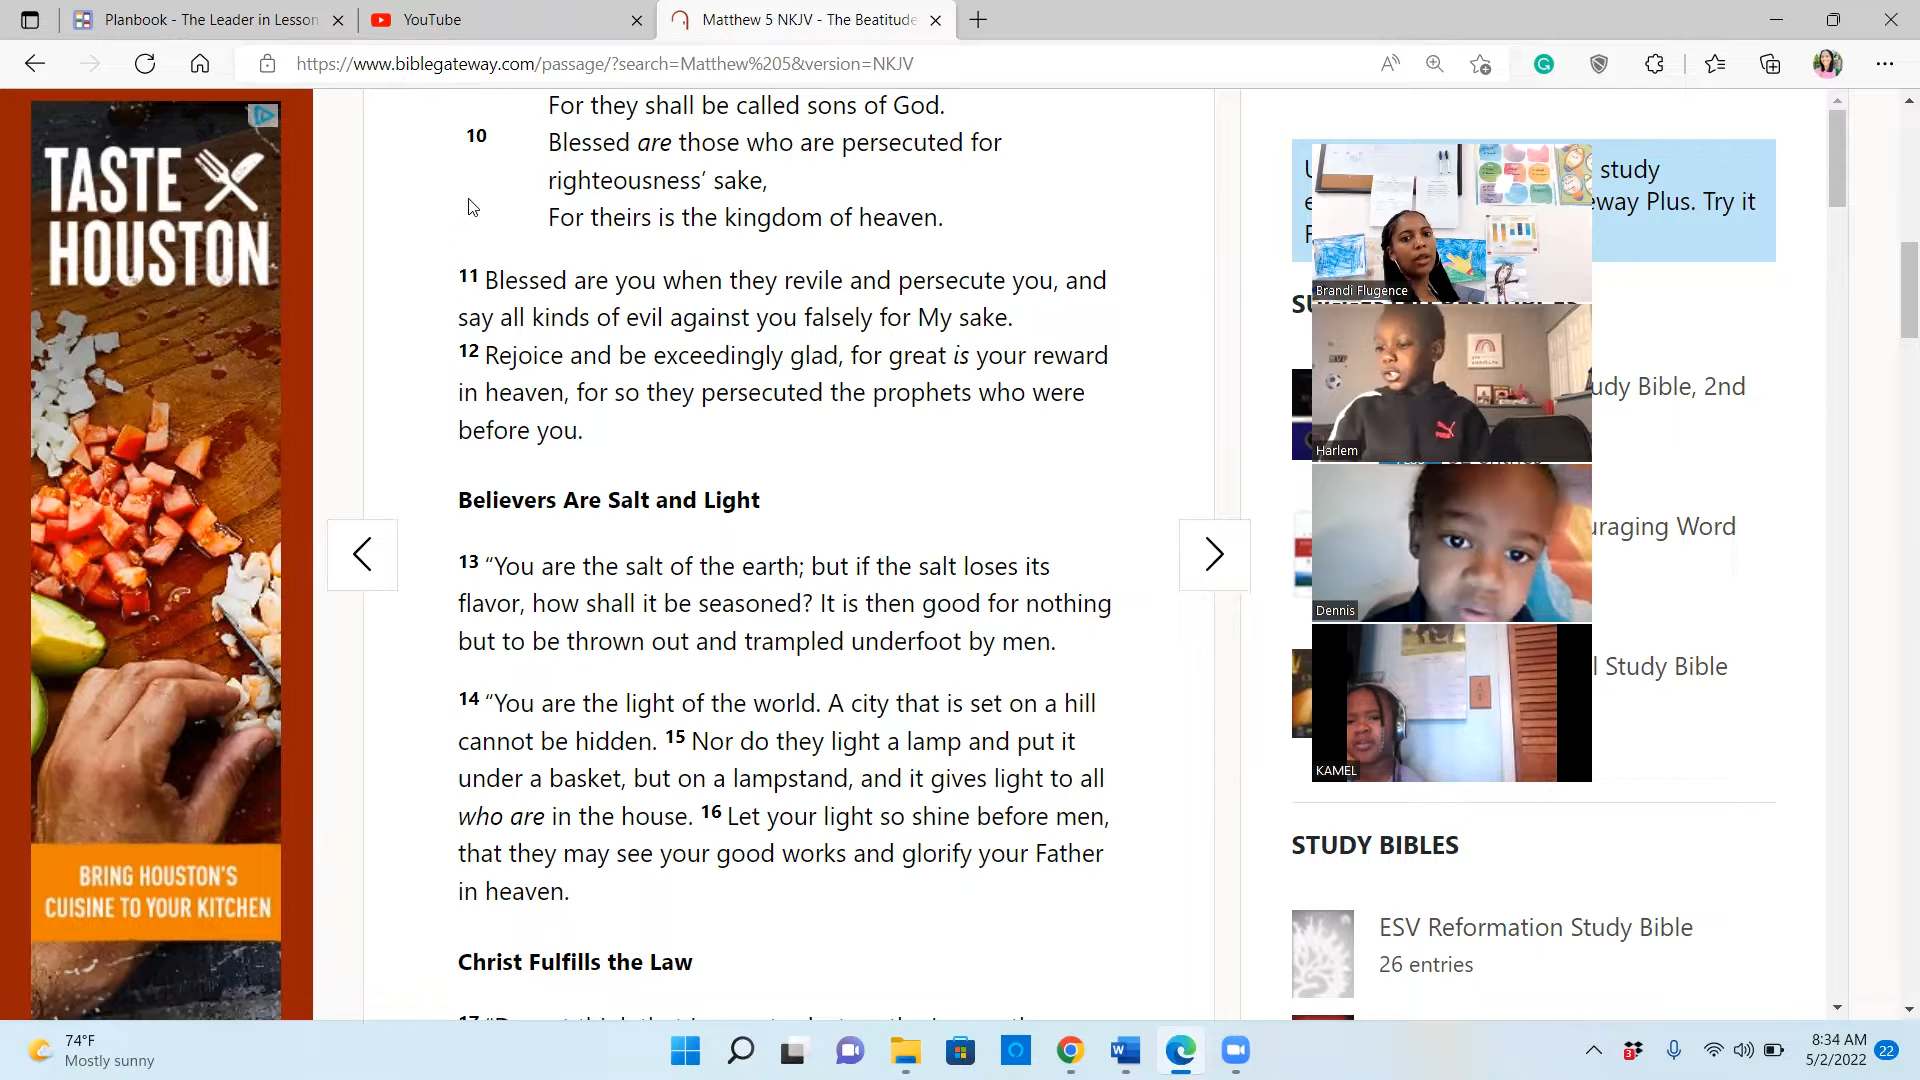 Planbook - The Leader in Lesson
YouTube
Matthew 5 NKJV - The Beatitude
https://www.biblegateway.com/passage/?search=Matthew%205&version=NKJV
TASTE
HOUSTON
BRING HOUSTON'S
CUISINE TO YOUR KITCHEN
For they shall be called sons of God.
10 Blessed are those who are persecuted for
righteousness’ sake,
For theirs is the kingdom of heaven.
11 Blessed are you when they revile and persecute you, and
say all kinds of evil against you falsely for My sake.
12 Rejoice and be exceedingly glad, for great is your reward
in heaven, for so they persecuted the prophets who were
before you.
Believers Are Salt and Light
13 “You are the salt of the earth; but if the salt loses its
flavor, how shall it be seasoned? It is then good for nothing
but to be thrown out and trampled underfoot by men.
14 “You are the light of the world. A city that is set on a hill
cannot be hidden. 15 Nor do they light a lamp and put it
under a basket, but on a lampstand, and it gives light to all
who are in the house. 16 Let your light so shine before men,
that they may see your good works and glorify your Father
in heaven.
Christ Fulfills the Law
study
Plus. Try it
Brandi Flugence
Harlem
Dennis
KAMEL
Bible, 2nd
Word
Study Bible
STUDY BIBLES
ESV Reformation Study Bible
26 entries
74°F
Mostly sunny
8:34 AM
5/2/2022
22